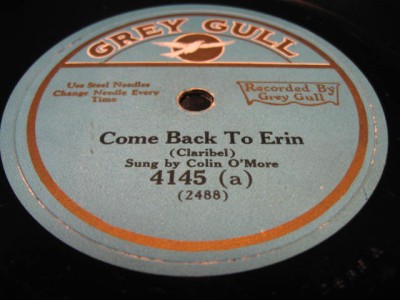 GREY GULL
Use Steel Needles
Change Needle Every
Time
Recorded By
Grey Gull
Come Back To Erin
(Claribel)
Sung by Colin O'More
4145 (a)
(2488)